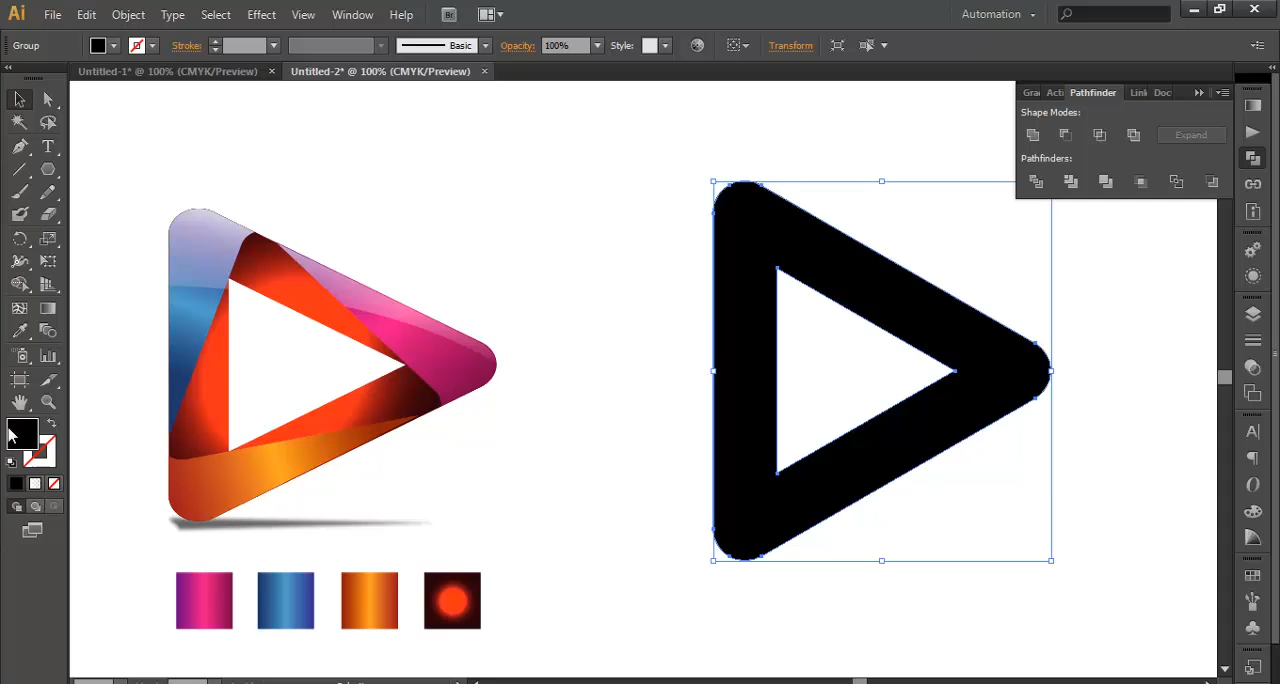 Ai File Edit Object Type Select Effect View Window Help Br Automation
Group Stroke: Basic Opacity: 100% Style: Transform
Untitled-1* @ 100% (CMYK/Preview) × Untitled-2* @ 100% (CMYK/Preview) ×
Gra Acti Pathfinder Link Doc
Shape Modes:
Expand
Pathfinders: